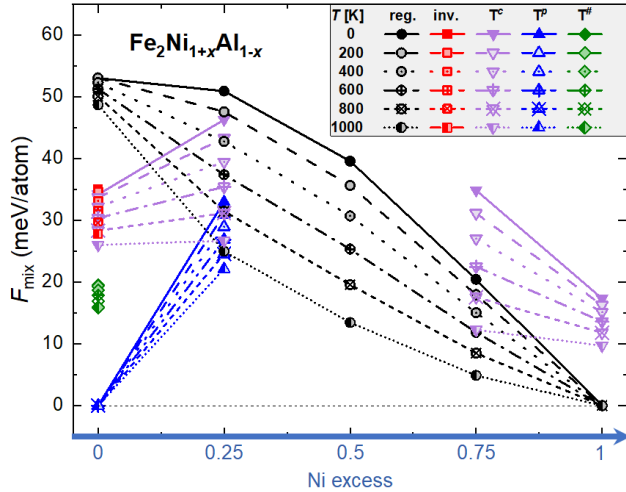 Fe₂Ni₁₊ₓAl₁₋ₓ
T [K] reg. inv. Tᶜ Tᵖ T^#
0
200
400
600
800
1000
F_mix (meV/atom)
60
50
40
30
20
10
0
0 0.25 0.5 0.75 1
Ni excess